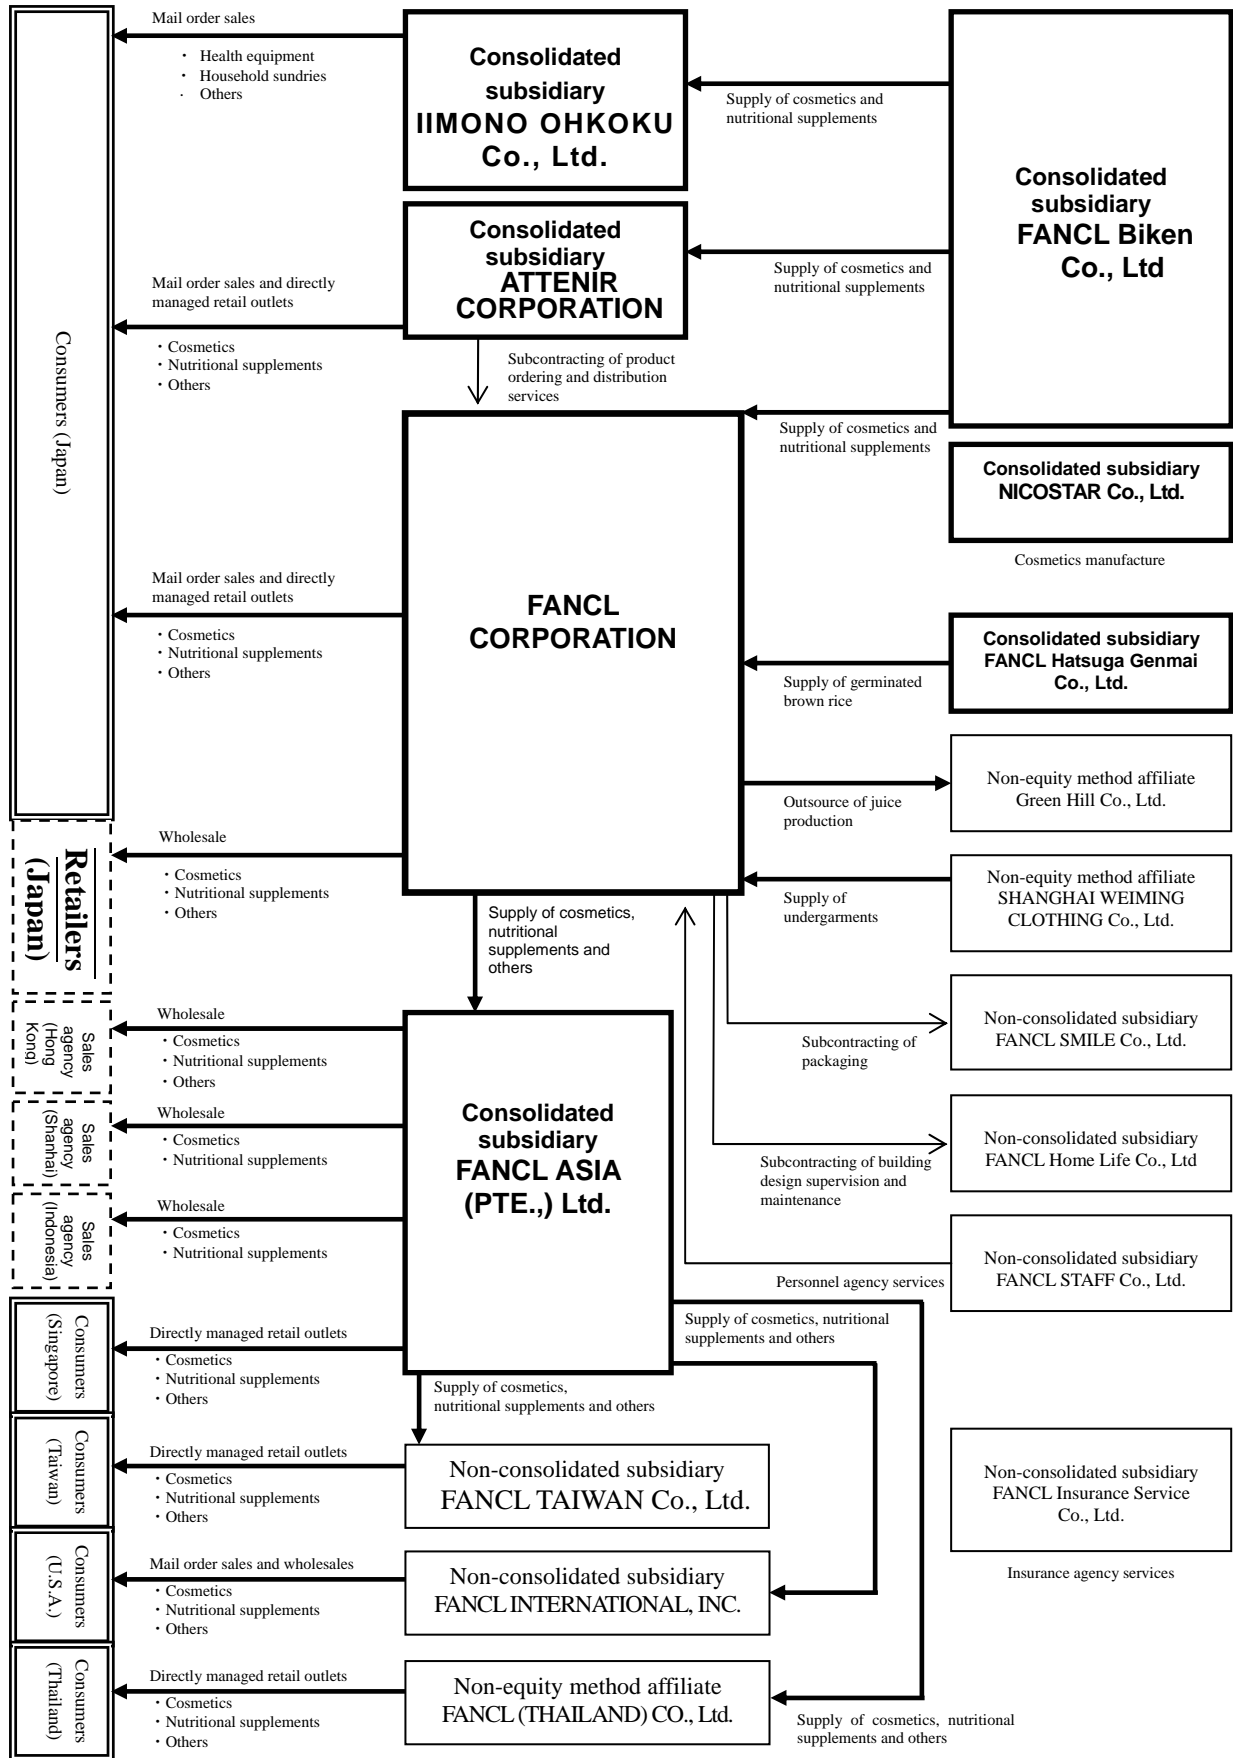 Mail order sales
・ Health equipment
・ Household sundries
・ Others
Consolidated
subsidiary
IIMONO OHKOKU
Co., Ltd.
Supply of cosmetics and
nutritional supplements
Consolidated
subsidiary
FANCL Biken
Co., Ltd
Consolidated
subsidiary
ATTENIR
CORPORATION
Supply of cosmetics and
nutritional supplements
Mail order sales and directly
managed retail outlets
・Cosmetics
・Nutritional supplements
・Others
Consumers (Japan)
Subcontracting of product
ordering and distribution
services
Supply of cosmetics and
nutritional supplements
Consolidated subsidiary
NICOSTAR Co., Ltd.
Cosmetics manufacture
Mail order sales and directly
managed retail outlets
・Cosmetics
・Nutritional supplements
・Others
FANCL
CORPORATION
Consolidated subsidiary
FANCL Hatsuga Genmai
Co., Ltd.
Supply of germinated
brown rice
Non-equity method affiliate
Green Hill Co., Ltd.
Outsource of juice
production
Retailers
(Japan)
Wholesale
・Cosmetics
・Nutritional supplements
・Others
Non-equity method affiliate
SHANGHAI WEIMING
CLOTHING Co., Ltd.
Supply of
undergarments
Supply of cosmetics,
nutritional
supplements and
others
Sales
agency
(Hong
Kong)
Wholesale
・Cosmetics
・Nutritional supplements
・Others
Non-consolidated subsidiary
FANCL SMILE Co., Ltd.
Subcontracting of
packaging
Sales
agency
(Shanhai)
Wholesale
・Cosmetics
・Nutritional supplements
Consolidated
subsidiary
FANCL ASIA
(PTE.,) Ltd.
Non-consolidated subsidiary
FANCL Home Life Co., Ltd
Subcontracting of building
design supervision and
maintenance
Sales
agency
(Indonesia)
Wholesale
・Cosmetics
・Nutritional supplements
Non-consolidated subsidiary
FANCL STAFF Co., Ltd.
Personnel agency services
Consumers
(Singapore)
Directly managed retail outlets
・Cosmetics
・Nutritional supplements
・Others
Supply of cosmetics, nutritional
supplements and others
Supply of cosmetics,
nutritional supplements and others
Consumers
(Taiwan)
Directly managed retail outlets
・Cosmetics
・Nutritional supplements
・Others
Non-consolidated subsidiary
FANCL TAIWAN Co., Ltd.
Non-consolidated subsidiary
FANCL Insurance Service
Co., Ltd.
Insurance agency services
Consumers
(U.S.A.)
Mail order sales and wholesales
・Cosmetics
・Nutritional supplements
・Others
Non-consolidated subsidiary
FANCL INTERNATIONAL, INC.
Consumers
(Thailand)
Directly managed retail outlets
・Cosmetics
・Nutritional supplements
・Others
Non-equity method affiliate
FANCL (THAILAND) CO., Ltd.
Supply of cosmetics, nutritional
supplements and others